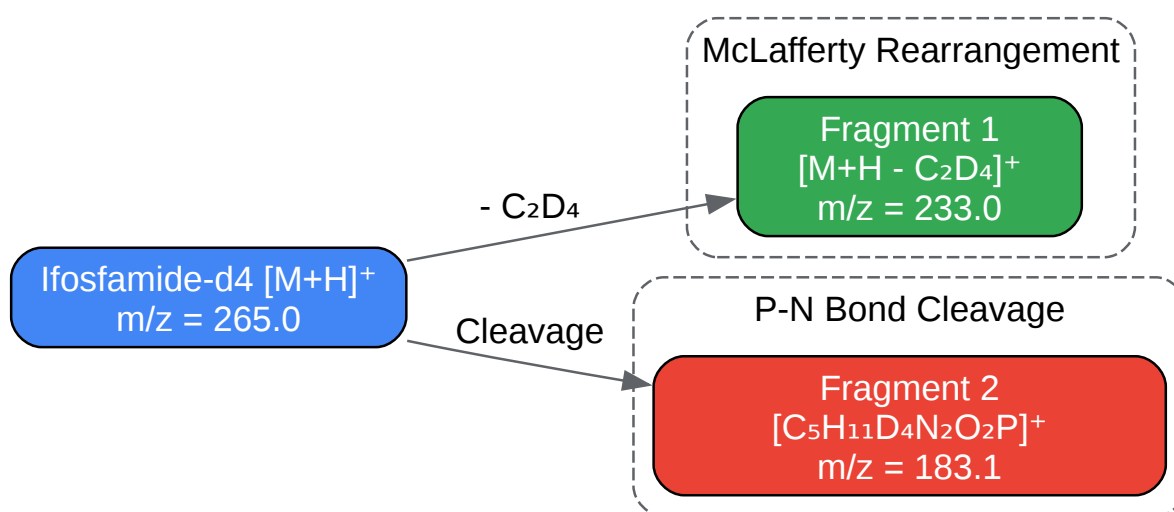 McLafferty Rearrangement
Fragment 1
[M+H - C₂D₄]⁺
m/z = 233.0
- C₂D₄
Ifosfamide-d4 [M+H]⁺
m/z = 265.0
Cleavage
P-N Bond Cleavage
Fragment 2
[C₅H₁₁D₄N₂O₂P]⁺
m/z = 183.1